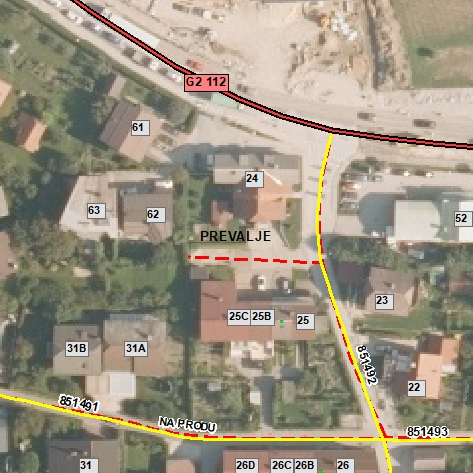 G2 112
61
24
63
62
52
PREVALJE
23
25C 25B 25
31B 31A
851492
22
851491
NA PRODU
851493
31
26D 26C 26B 26